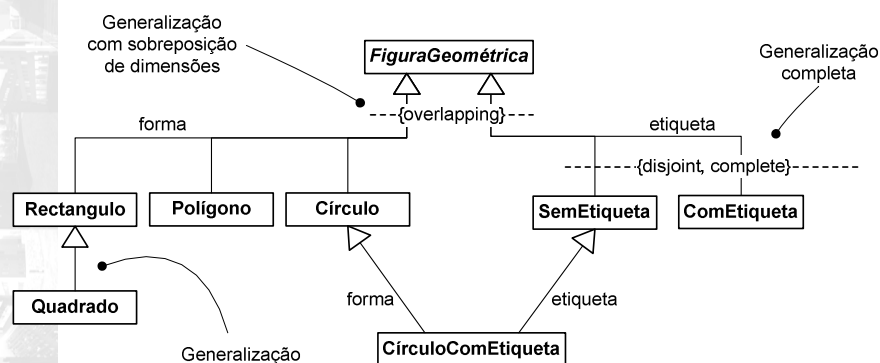 Generalização
com sobreposição
de dimensões
FiguraGeométrica
Generalização
completa
{overlapping}
forma
etiqueta
{disjoint, complete}
Rectangulo
Polígono
Círculo
SemEtiqueta
ComEtiqueta
Quadrado
forma
etiqueta
CírculoComEtiqueta
Generalização